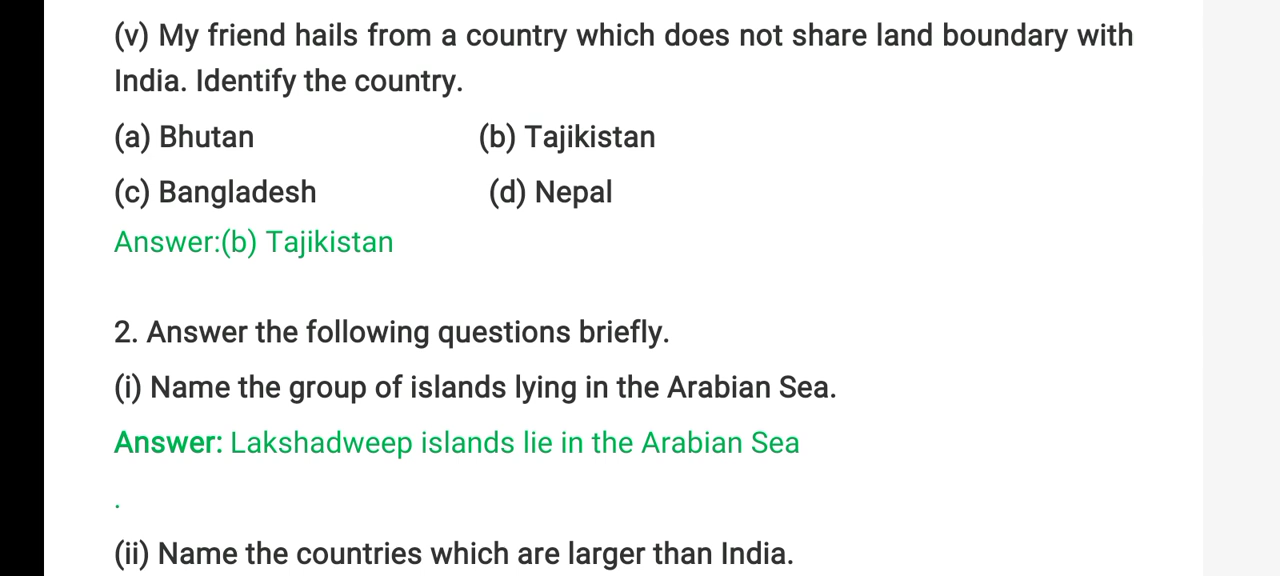 (v) My friend hails from a country which does not share land boundary with
India. Identify the country.
(a) Bhutan (b) Tajikistan
(c) Bangladesh (d) Nepal
Answer:(b) Tajikistan
2. Answer the following questions briefly.
(i) Name the group of islands lying in the Arabian Sea.
Answer: Lakshadweep islands lie in the Arabian Sea
.
(ii) Name the countries which are larger than India.